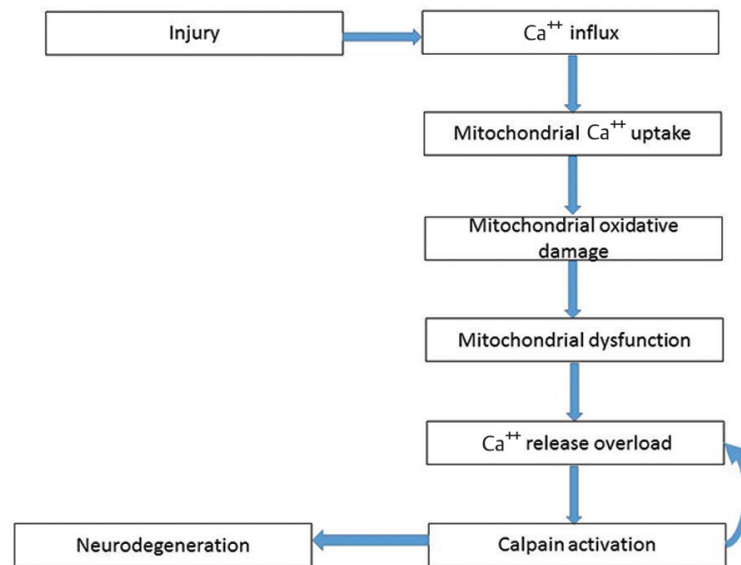 Injury
Ca⁺⁺ influx
Mitochondrial Ca⁺⁺ uptake
Mitochondrial oxidative
damage
Mitochondrial dysfunction
Ca⁺⁺ release overload
Neurodegeneration
Calpain activation